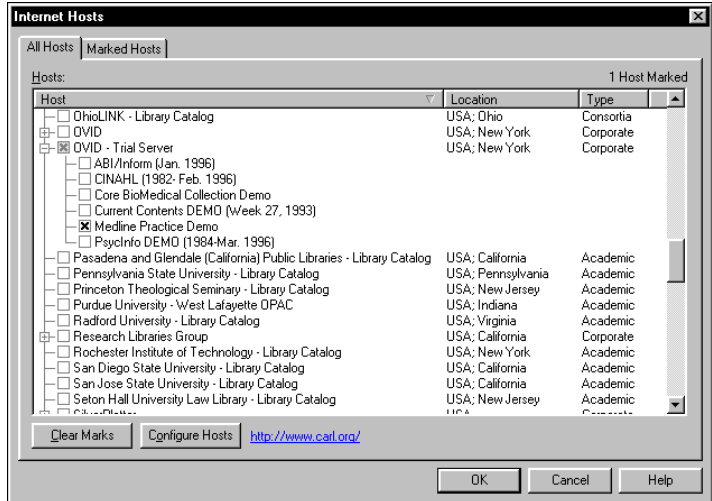 Internet Hosts
All Hosts Marked Hosts
Hosts: 1 Host Marked
Host Location Type
OhioLINK - Library Catalog USA; Ohio Consortia
OVID USA; New York Corporate
OVID - Trial Server USA; New York Corporate
ABI/Inform (Jan. 1996)
CINAHL (1982- Feb. 1996)
Core BioMedical Collection Demo
Current Contents DEMO (Week 27, 1993)
Medline Practice Demo
PsycInfo DEMO (1984-Mar. 1996)
Pasadena and Glendale (California) Public Libraries - Library Catalog USA; California Academic
Pennsylvania State University - Library Catalog USA; Pennsylvania Academic
Princeton Theological Seminary - Library Catalog USA; New Jersey Academic
Purdue University - West Lafayette OPAC USA; Indiana Academic
Radford University - Library Catalog USA; Virginia Academic
Research Libraries Group USA; California Corporate
Rochester Institute of Technology - Library Catalog USA; New York Academic
San Diego State University - Library Catalog USA; California Academic
San Jose State University - Library Catalog USA; California Academic
Seton Hall University Law Library - Library Catalog USA; New Jersey Academic
Clear Marks Configure Hosts http://www.carl.org/
OK Cancel Help